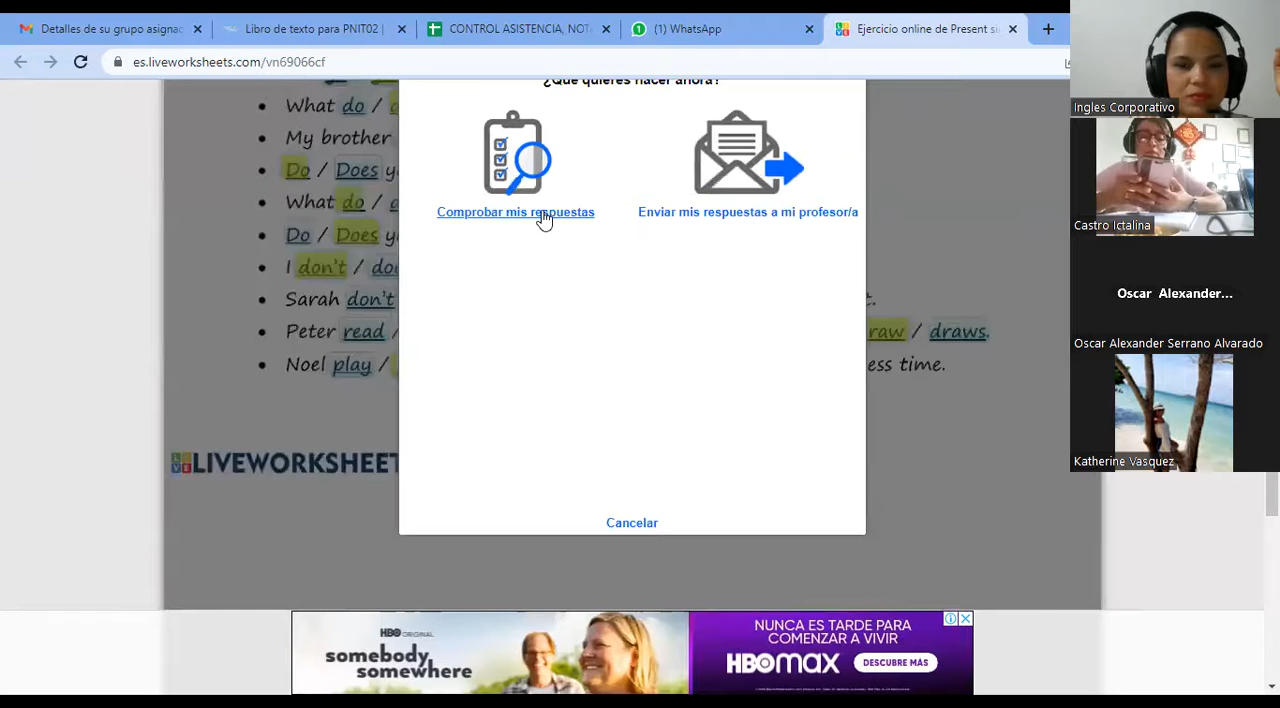 Detalles de su grupo asignac
Libro de texto para PNIT02 |
CONTROL ASISTENCIA, NOT
(1) WhatsApp
Ejercicio online de Present si
es.liveworksheets.com/vn69066cf
¿Qué quieres hacer ahora?
Comprobar mis respuestas
Enviar mis respuestas a mi profesor/a
Cancelar
What do /
My brother
Do / Does
What do /
Do / Does
I don't /
Sarah don't
Peter read /
raw / draws.
Noel play /
ess time.
LIVEWORKSHEET
Ingles Corporativo
Castro Ictalina
Oscar Alexander...
Oscar Alexander Serrano Alvarado
Katherine Vasquez
HBO ORIGINAL
somebody
somewhere
NUNCA ES TARDE PARA
COMENZAR A VIVIR
HBOMAX
DESCUBRE MÁS